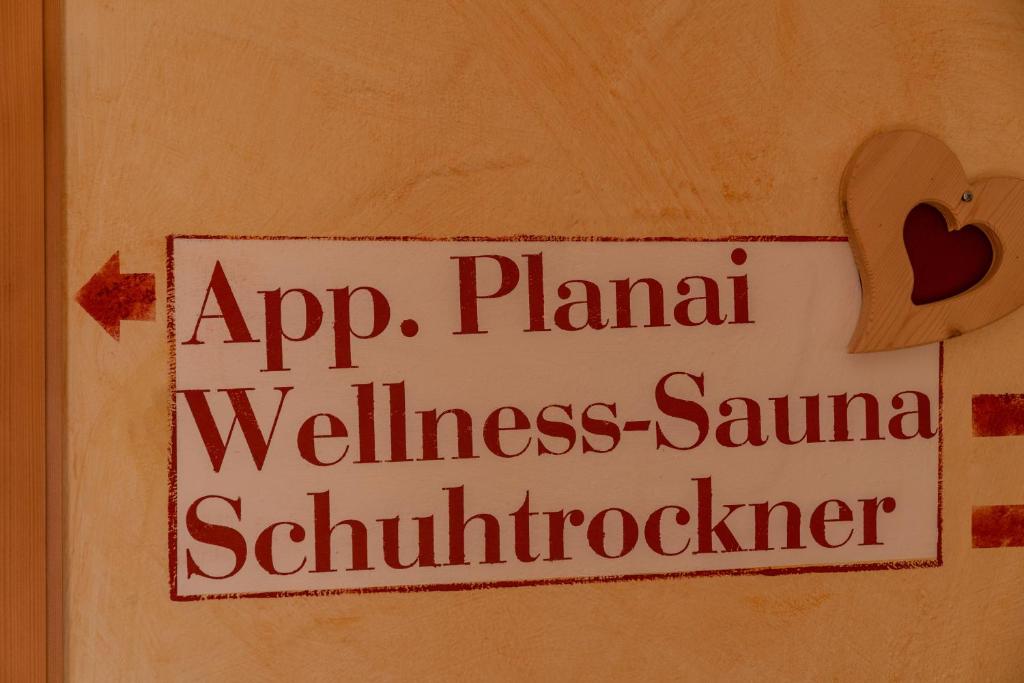 App. Planai
Wellness-Sauna
Schuhtrockner